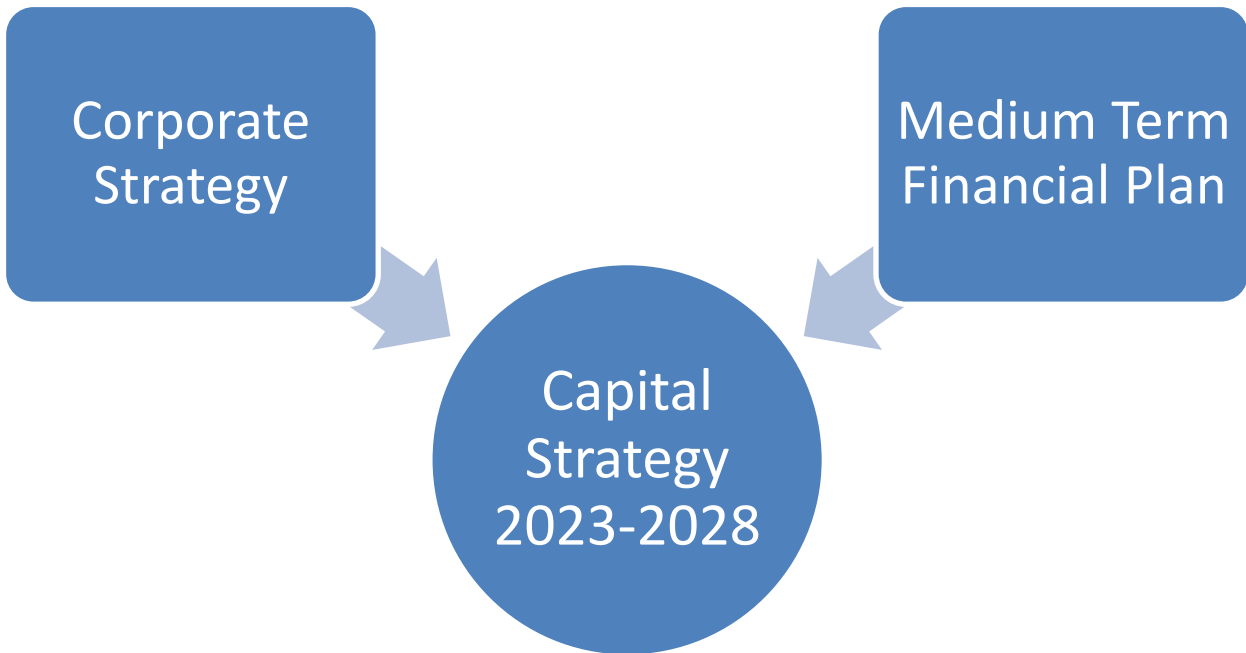 Corporate
Strategy
Medium Term
Financial Plan
Capital
Strategy
2023-2028